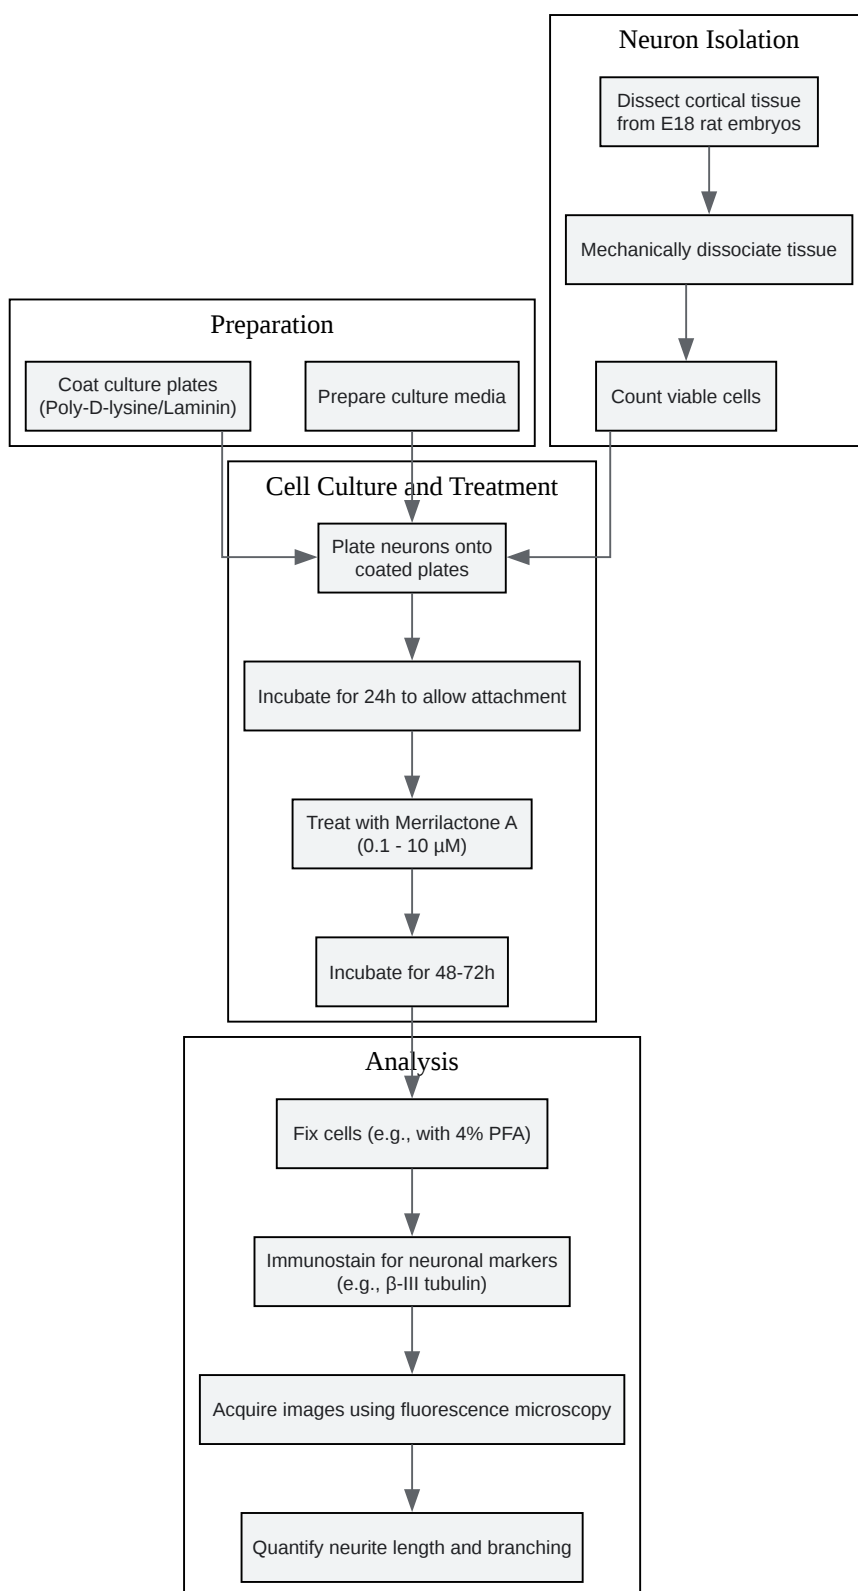 Neuron Isolation
Dissect cortical tissue
from E18 rat embryos
Mechanically dissociate tissue
Count viable cells
Preparation
Coat culture plates
(Poly-D-lysine/Laminin)
Prepare culture media
Cell Culture and Treatment
Plate neurons onto
coated plates
Incubate for 24h to allow attachment
Treat with Merrilactone A
(0.1 - 10 µM)
Incubate for 48-72h
Analysis
Fix cells (e.g., with 4% PFA)
Immunostain for neuronal markers
(e.g., β-III tubulin)
Acquire images using fluorescence microscopy
Quantify neurite length and branching